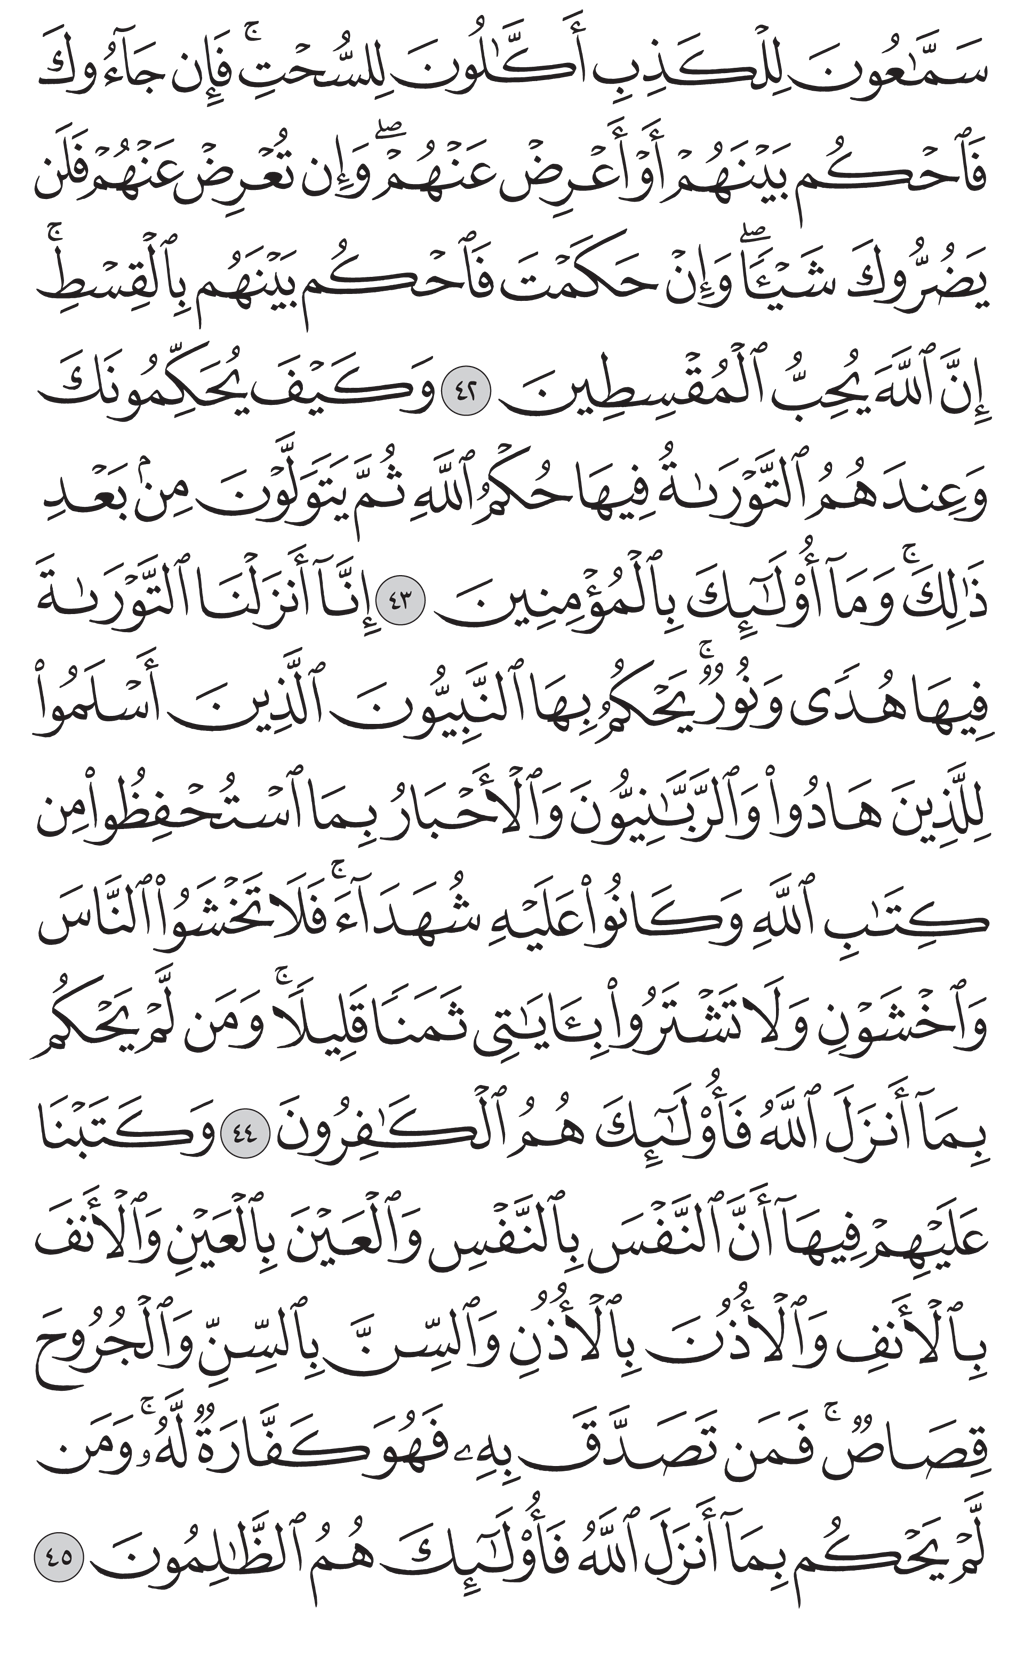 سَمَّٰعُونَ لِلۡكَذِبِ أَكَّٰلُونَ لِلسُّحۡتِۚ فَإِن جَآءُوكَ
فَٱحۡكُم بَيۡنَهُمۡ أَوۡ أَعۡرِضۡ عَنۡهُمۡۖ وَإِن تُعۡرِضۡ عَنۡهُمۡ فَلَن
يَضُرُّوكَ شَيۡـٔٗاۖ وَإِنۡ حَكَمۡتَ فَٱحۡكُم بَيۡنَهُم بِٱلۡقِسۡطِۚ
إِنَّ ٱللَّهَ يُحِبُّ ٱلۡمُقۡسِطِينَ ٤٢ وَكَيۡفَ يُحَكِّمُونَكَ
وَعِندَهُمُ ٱلتَّوۡرَىٰةُ فِيهَا حُكۡمُ ٱللَّهِ ثُمَّ يَتَوَلَّوۡنَ مِنۢ بَعۡدِ
ذَٰلِكَۚ وَمَآ أُوْلَٰٓئِكَ بِٱلۡمُؤۡمِنِينَ ٤٣ إِنَّآ أَنزَلۡنَا ٱلتَّوۡرَىٰةَ
فِيهَا هُدٗى وَنُورٞۚ يَحۡكُمُ بِهَا ٱلنَّبِيُّونَ ٱلَّذِينَ أَسۡلَمُواْ
لِلَّذِينَ هَادُواْ وَٱلرَّبَّٰنِيُّونَ وَٱلۡأَحۡبَارُ بِمَا ٱسۡتُحۡفِظُواْ مِن
كِتَٰبِ ٱللَّهِ وَكَانُواْ عَلَيۡهِ شُهَدَآءَۚ فَلَا تَخۡشَوُاْ ٱلنَّاسَ
وَٱخۡشَوۡنِ وَلَا تَشۡتَرُواْ بِـَٔايَٰتِي ثَمَنٗا قَلِيلٗاۚ وَمَن لَّمۡ يَحۡكُم
بِمَآ أَنزَلَ ٱللَّهُ فَأُوْلَٰٓئِكَ هُمُ ٱلۡكَٰفِرُونَ ٤٤ وَكَتَبۡنَا
عَلَيۡهِمۡ فِيهَآ أَنَّ ٱلنَّفۡسَ بِٱلنَّفۡسِ وَٱلۡعَيۡنَ بِٱلۡعَيۡنِ وَٱلۡأَنفَ
بِٱلۡأَنفِ وَٱلۡأُذُنَ بِٱلۡأُذُنِ وَٱلسِّنَّ بِٱلسِّنِّ وَٱلۡجُرُوحَ
قِصَاصٞۚ فَمَن تَصَدَّقَ بِهِۦ فَهُوَ كَفَّارَةٞ لَّهُۥۚ وَمَن
لَّمۡ يَحۡكُم بِمَآ أَنزَلَ ٱللَّهُ فَأُوْلَٰٓئِكَ هُمُ ٱلظَّٰلِمُونَ ٤٥